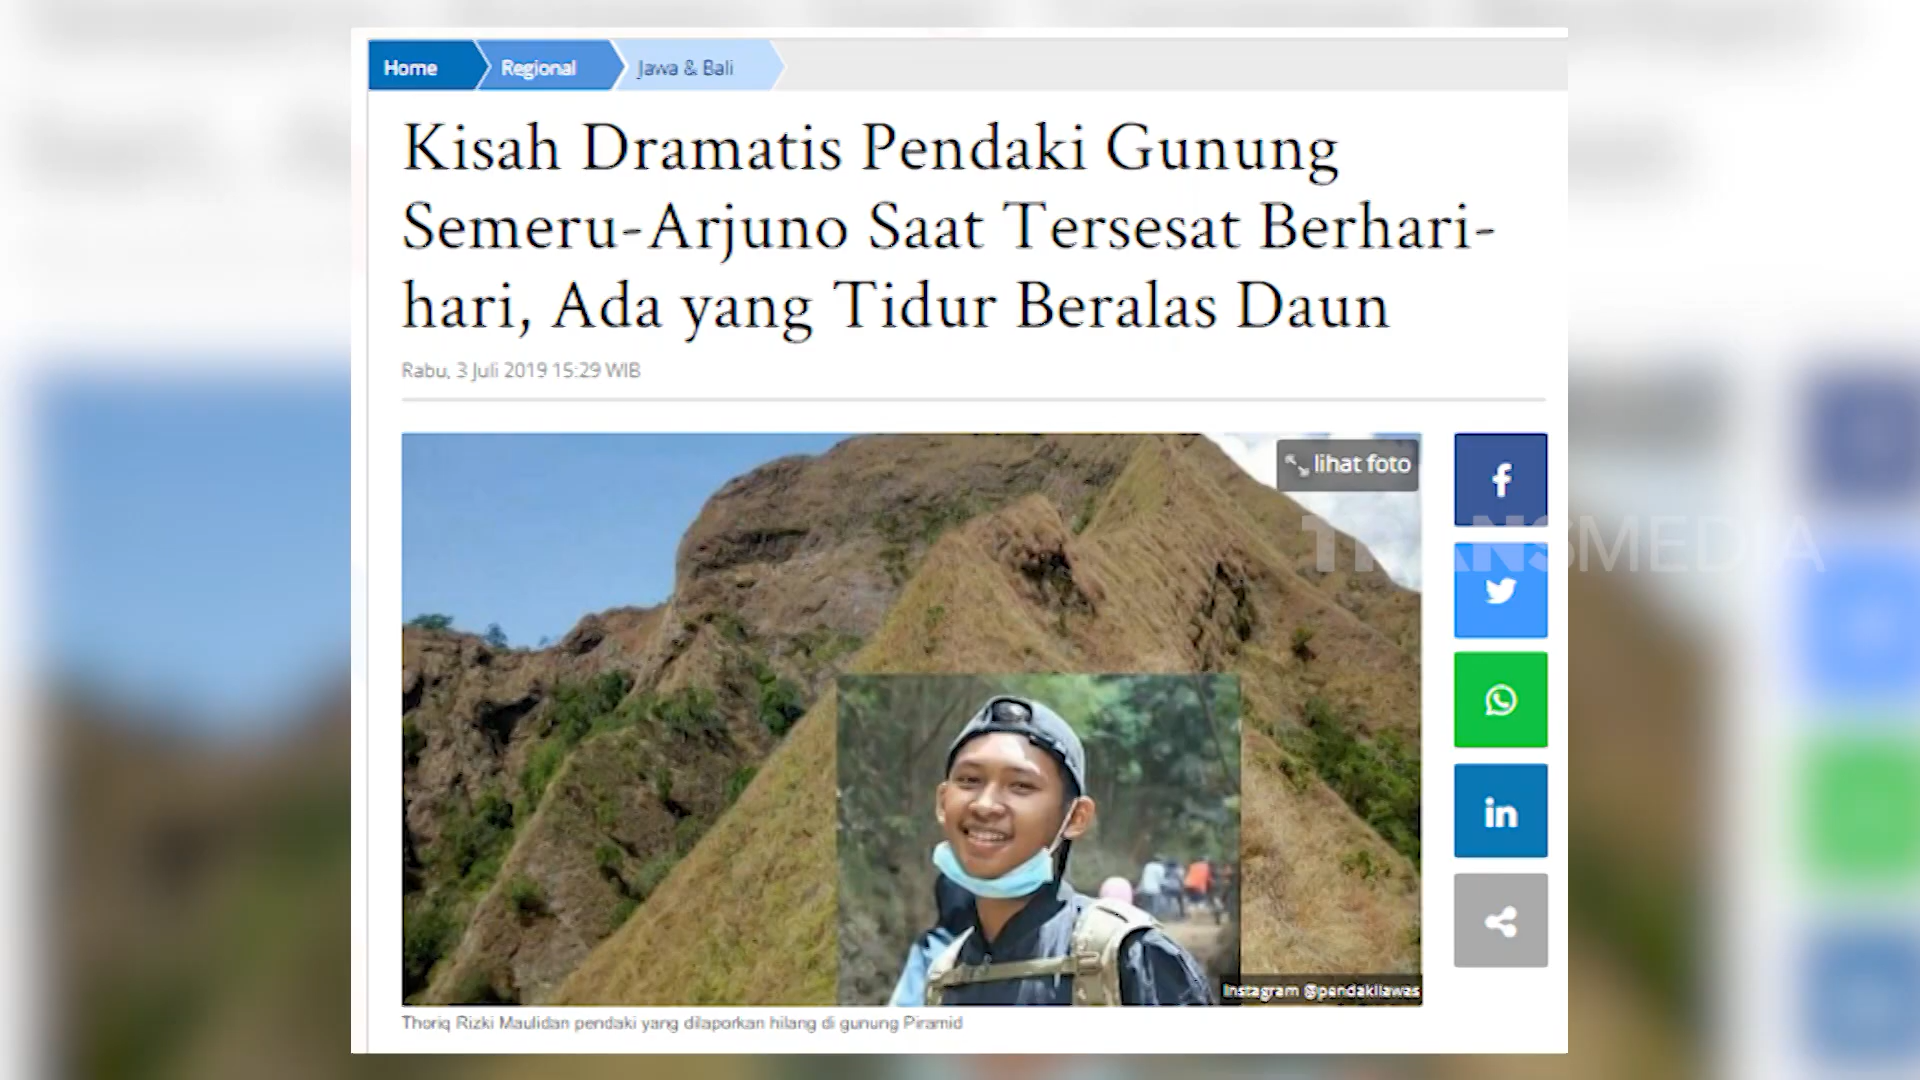 Home
Regional
Jawa & Bali
Kisah Dramatis Pendaki Gunung
Semeru-Arjuno Saat Tersesat Berhari-
hari, Ada yang Tidur Beralas Daun
Rabu, 3 Juli 2019 15:29 WIB
lihat foto
TRANSMEDIA
Instagram @pendakilawas
Thoriq Rizki Maulidan pendaki yang dilaporkan hilang di gunung Piramid